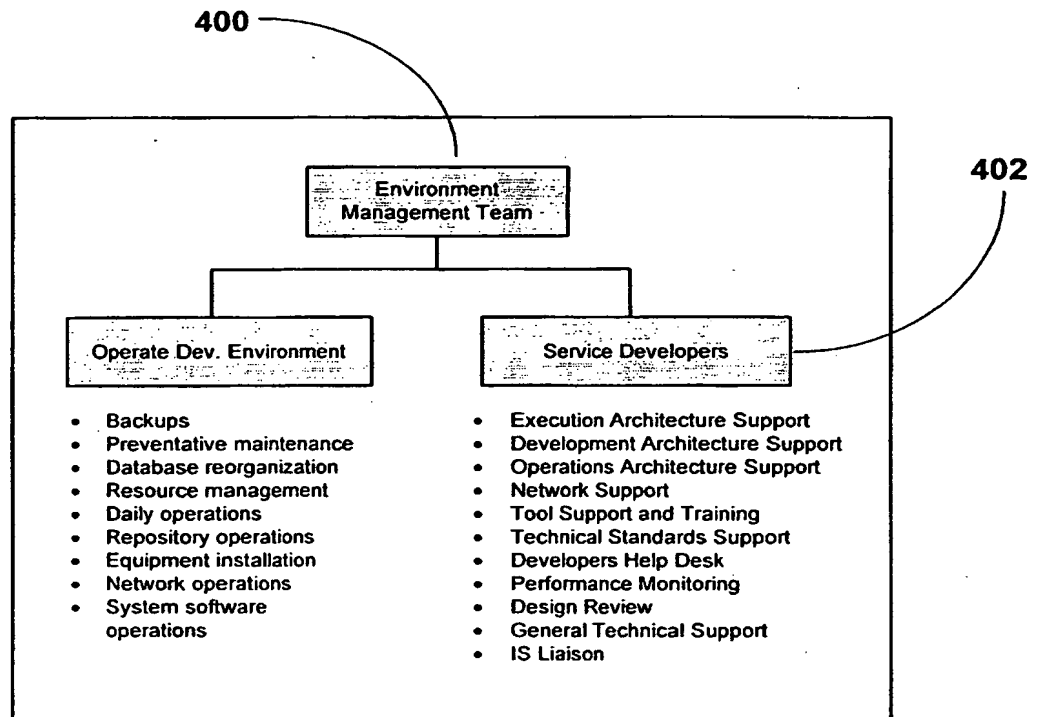 400
402
Environment
Management Team
Operate Dev. Environment
Service Developers
• Backups
• Preventative maintenance
• Database reorganization
• Resource management
• Daily operations
• Repository operations
• Equipment installation
• Network operations
• System software
operations
• Execution Architecture Support
• Development Architecture Support
• Operations Architecture Support
• Network Support
• Tool Support and Training
• Technical Standards Support
• Developers Help Desk
• Performance Monitoring
• Design Review
• General Technical Support
• IS Liaison